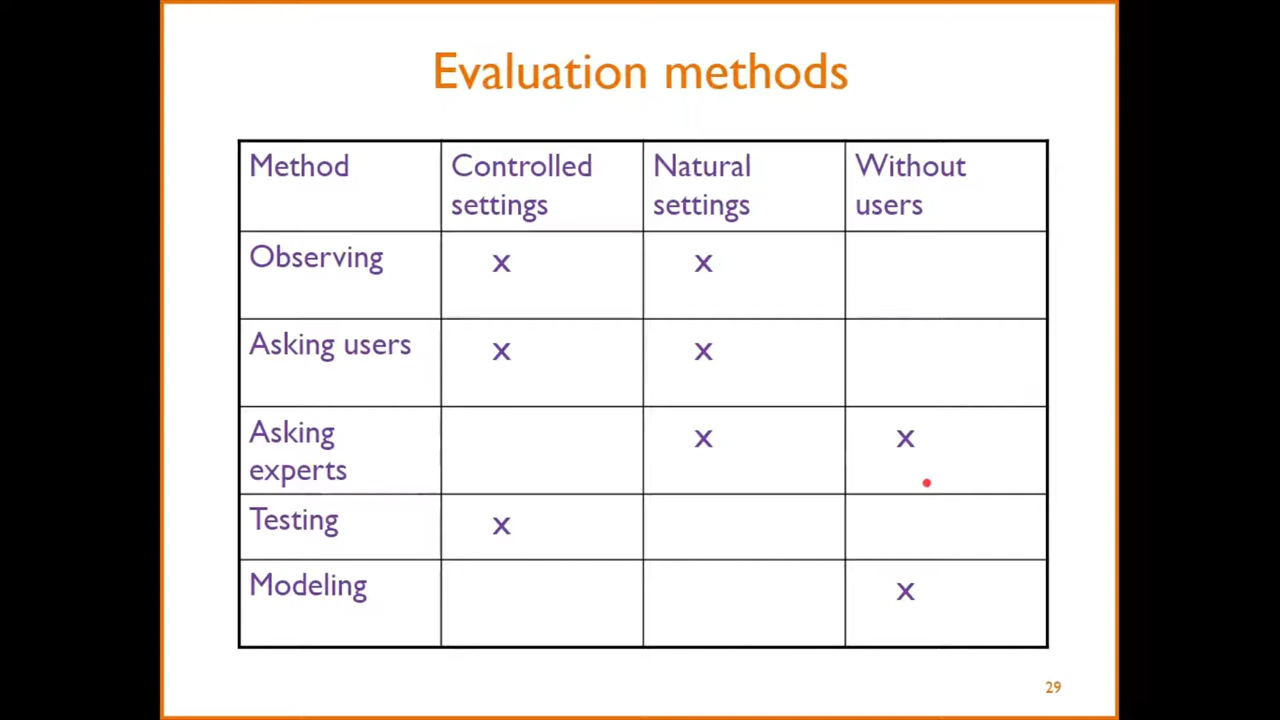 Evaluation methods
Method
Controlled
settings
Natural
settings
Without
users
Observing
x
x
Asking users
x
x
Asking
experts
x
x
Testing
x
Modeling
x
29